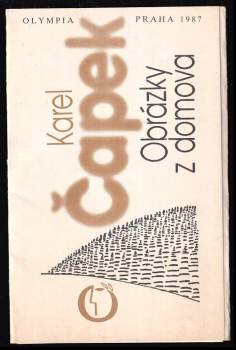 OLYMPIA PRAHA 1987
Karel
Čapek
Obrázky
z domova